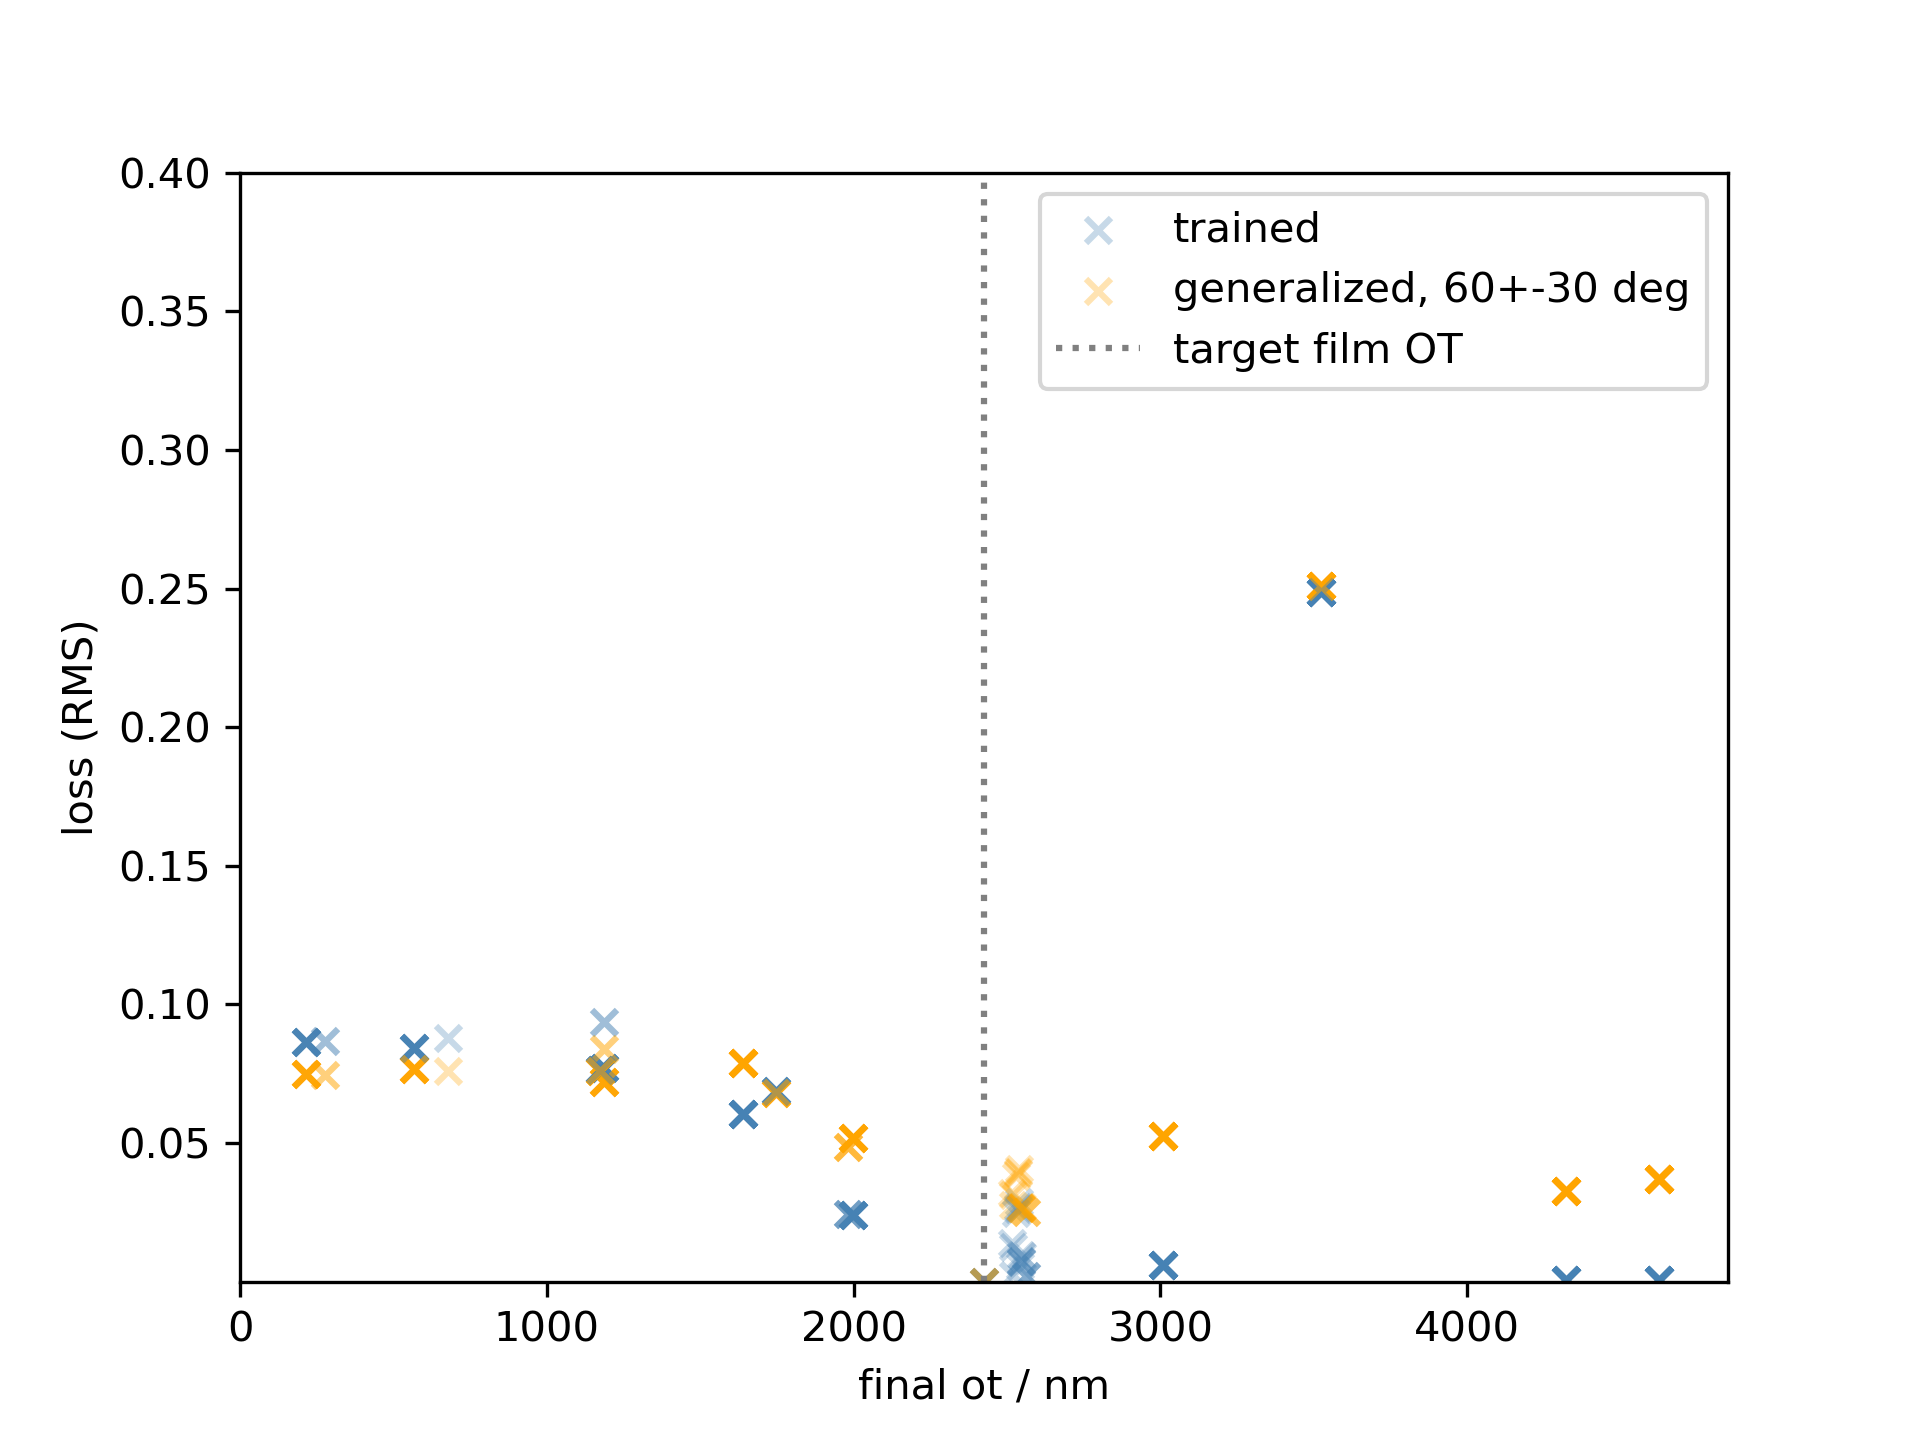 0.40
0.35
0.30
0.25
0.20
0.15
0.10
0.05
loss (RMS)
trained
generalized, 60+-30 deg
target film OT
0 1000 2000 3000 4000
final ot / nm